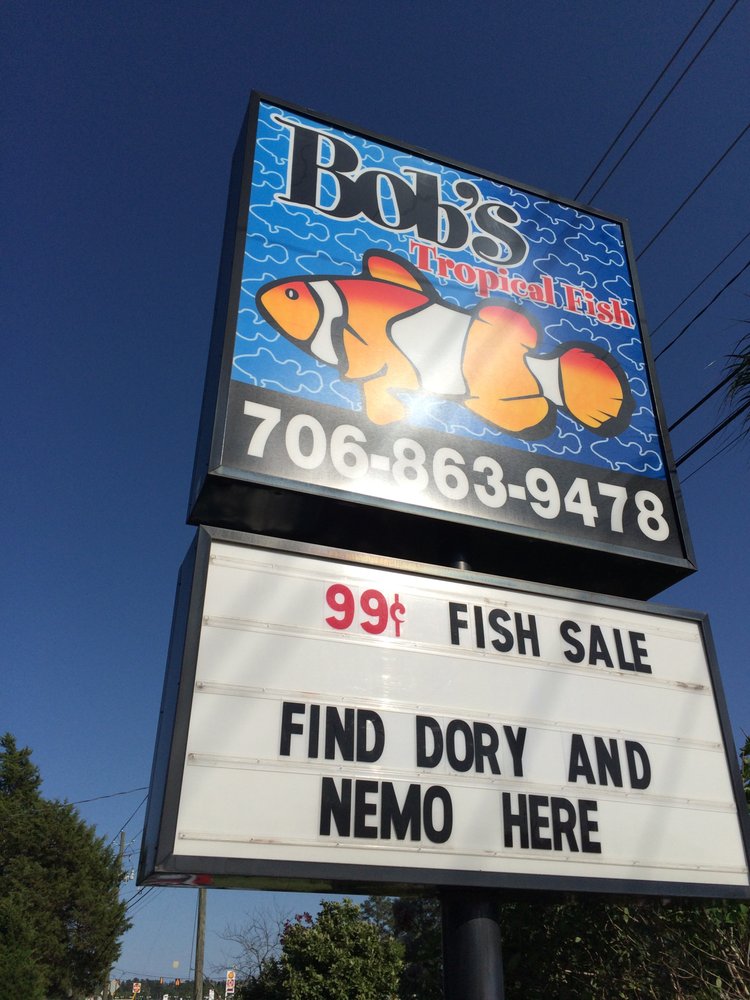 Bob's
Tropical Fish
706-863-9478
99¢ FISH SALE
FIND DORY AND
NEMO HERE